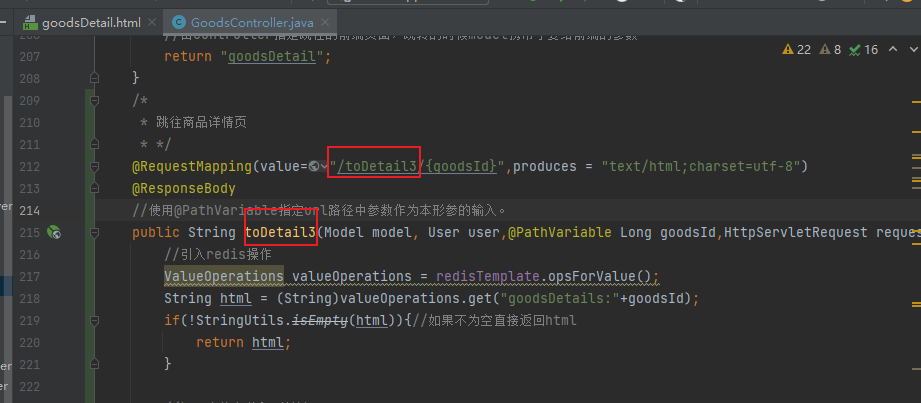 goodsDetail.html × GoodsController.java ×
22 8 16
207 return "goodsDetail";
208 }
209 /*
210 * 跳往商品详情页
211 * */
212 @RequestMapping(value="/toDetail3/{goodsId}",produces = "text/html;charset=utf-8")
213 @ResponseBody
214 //使用@PathVariable指定url路径中参数作为本形参的输入。
215 public String toDetail3(Model model, User user,@PathVariable Long goodsId,HttpServletRequest reques
216 //引入redis操作
217 ValueOperations valueOperations = redisTemplate.opsForValue();
218 String html = (String)valueOperations.get("goodsDetails:"+goodsId);
219 if(!StringUtils.isEmpty(html)){//如果不为空直接返回html
220 return html;
221 }
222